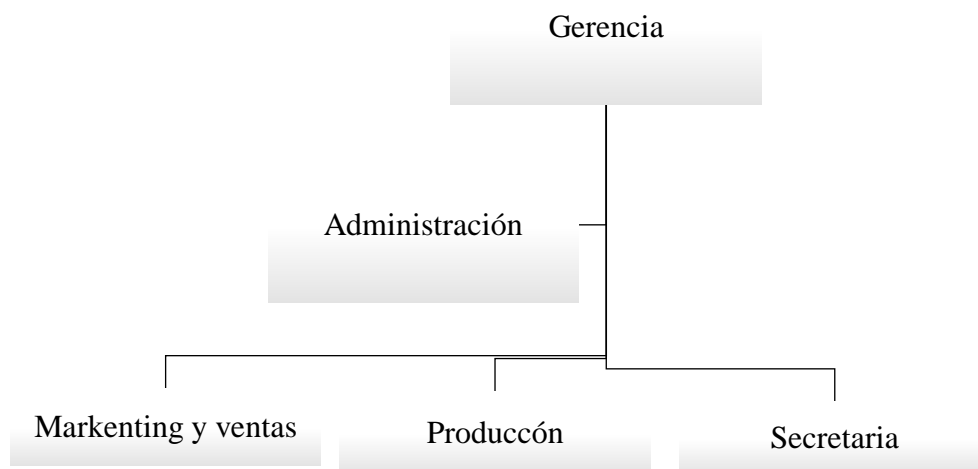 Gerencia
Administración
Markenting y ventas
Produccón
Secretaria